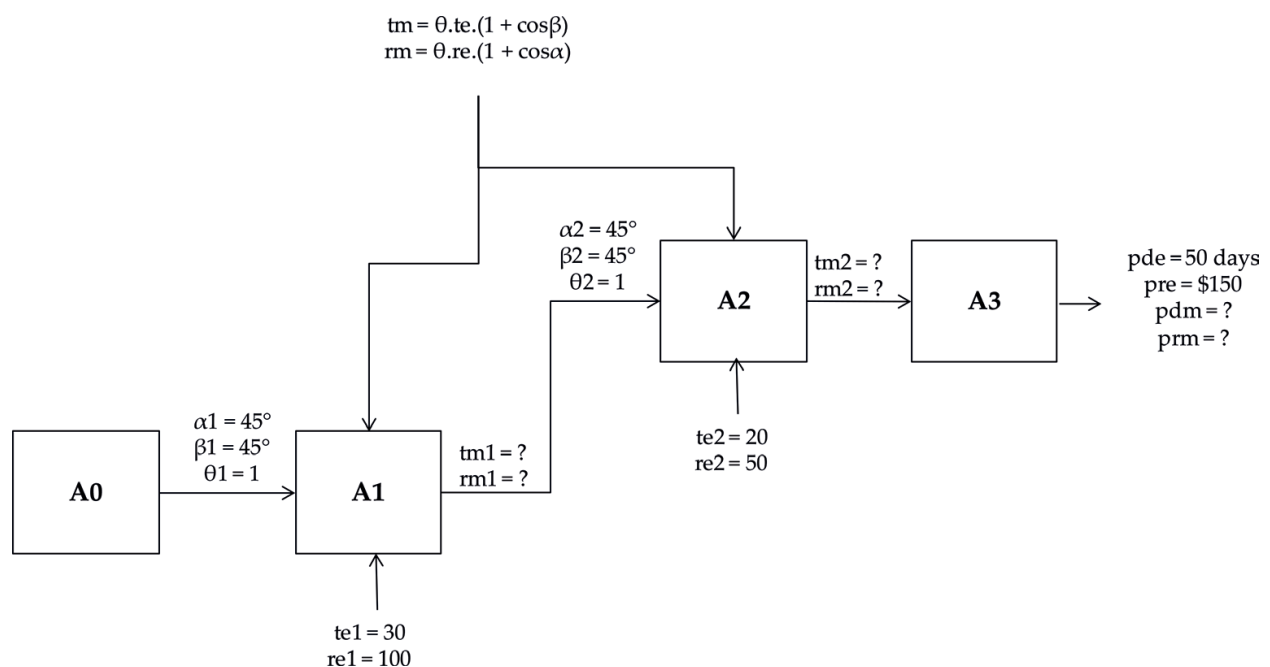 tm = θ.te.(1 + cosβ)
rm = θ.re.(1 + cosα)
α2 = 45°
β2 = 45°
θ2 = 1
A2
tm2 = ?
rm2 = ?
A3
pde = 50 days
pre = $150
pdm = ?
prm = ?
te2 = 20
re2 = 50
A0
α1 = 45°
β1 = 45°
θ1 = 1
A1
tm1 = ?
rm1 = ?
te1 = 30
re1 = 100